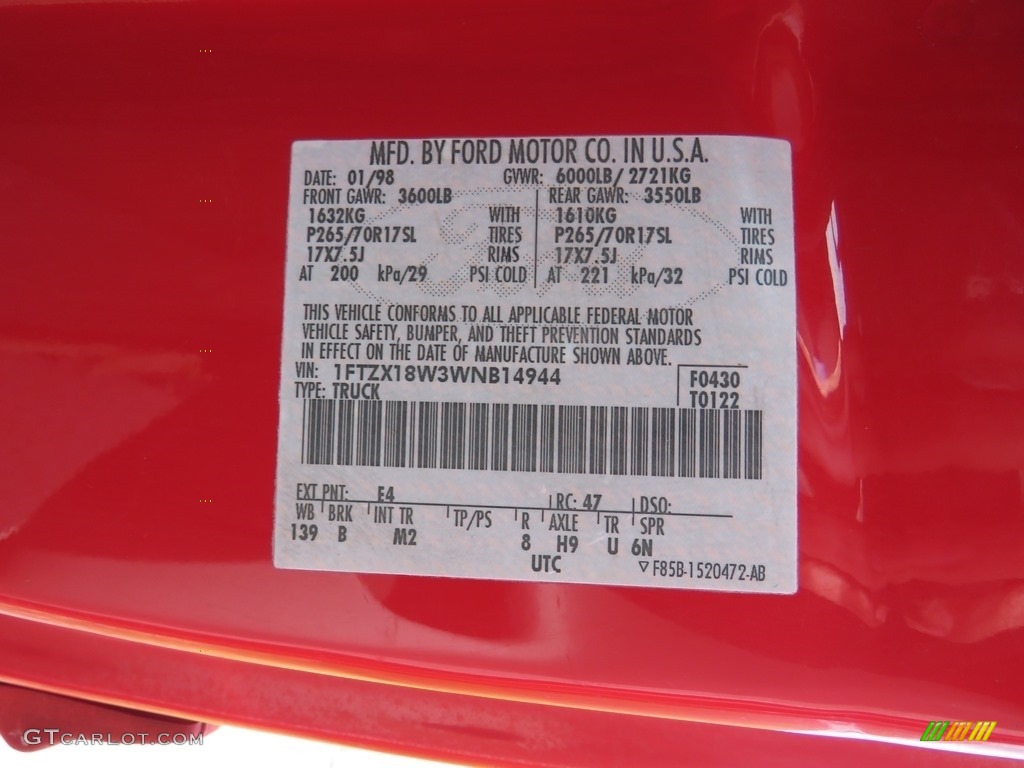 MFD. BY FORD MOTOR CO. IN U.S.A.
DATE: 01/98 GVWR: 6000LB/ 2721KG
FRONT GAWR: 3600LB REAR GAWR: 3550LB
1632KG WITH 1610KG WITH
P265/70R17SL TIRES P265/70R17SL TIRES
17X7.5J RIMS 17X7.5J RIMS
AT 200 kPa/29 PSI COLD AT 221 kPa/32 PSI COLD
THIS VEHICLE CONFORMS TO ALL APPLICABLE FEDERAL MOTOR
VEHICLE SAFETY, BUMPER, AND THEFT PREVENTION STANDARDS
IN EFFECT ON THE DATE OF MANUFACTURE SHOWN ABOVE.
VIN: 1FTZX18W3WNB14944 F0430
TYPE: TRUCK T0122
EXT PNT: E4 RC: 47 DSO:
WB BRK INT TR TP/PS R AXLE TR SPR
139 B M2 8 H9 U 6N
UTC ▽F85B-1520472-AB
GTCARLOT.COM